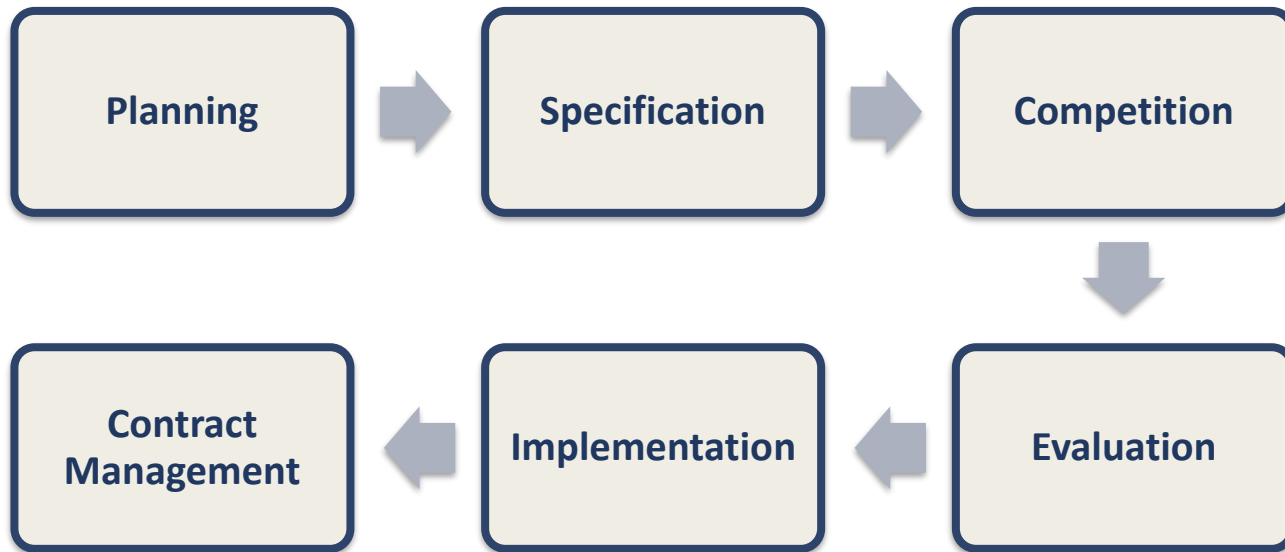 Planning
Specification
Competition
Evaluation
Implementation
Contract
Management